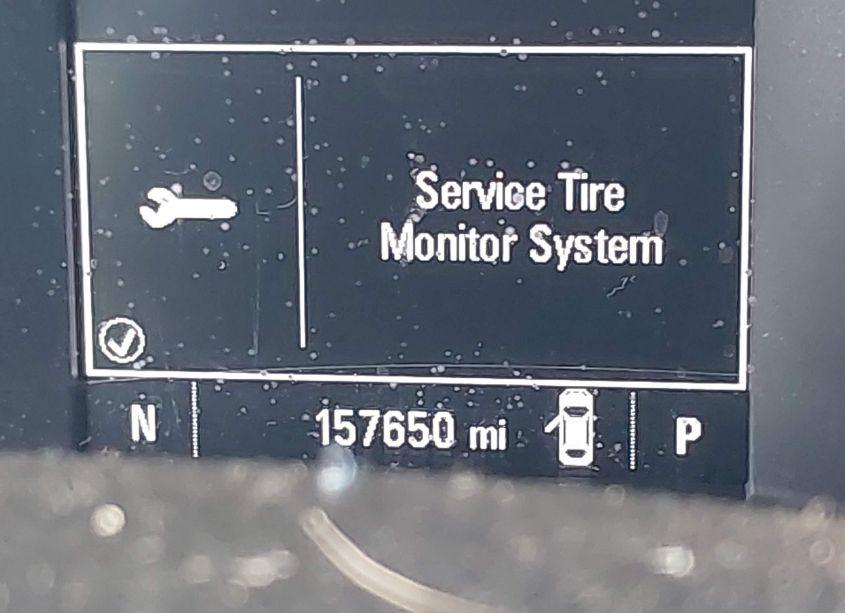 Service Tire
Monitor System
N 157650 mi P